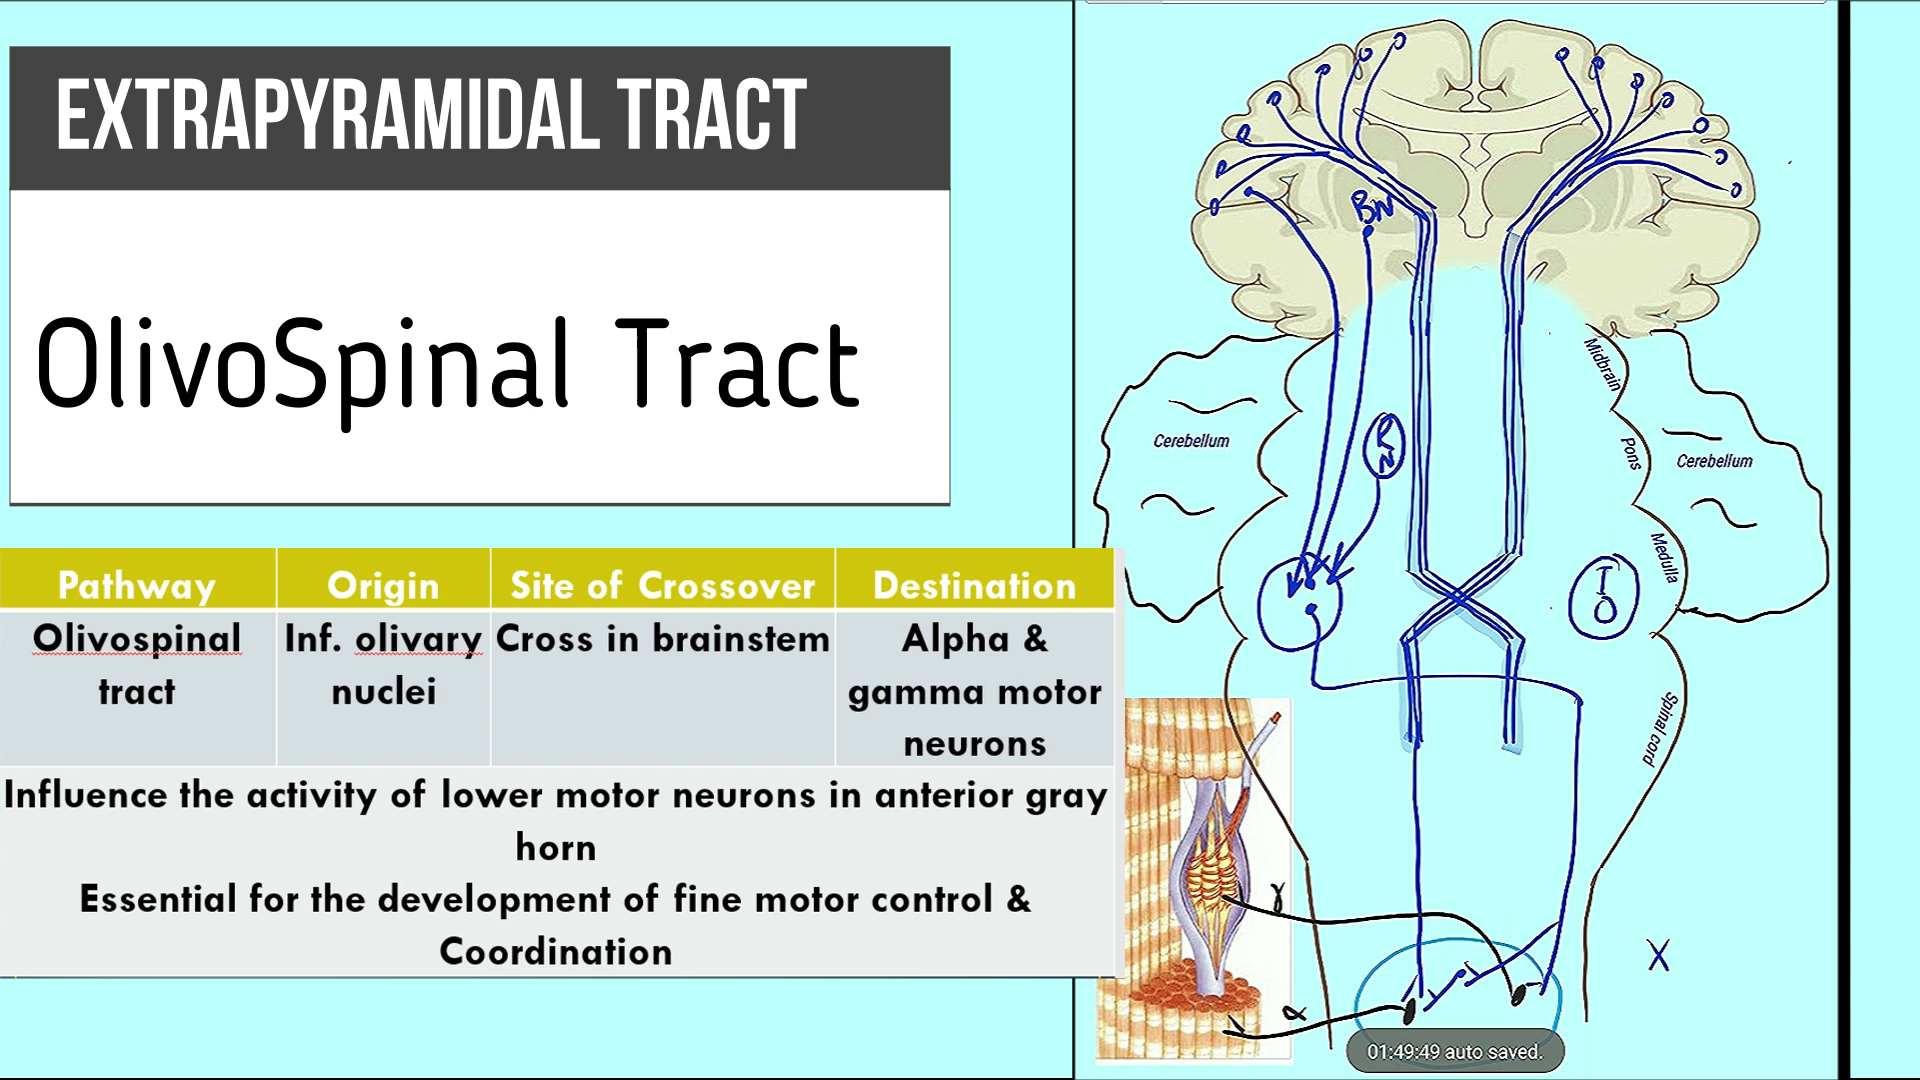 EXTRAPYRAMIDAL TRACT
OlivoSpinal Tract
Pathway Origin Site of Crossover Destination
Olivospinal tract
Inf. olivary nuclei
Cross in brainstem
Alpha & gamma motor neurons
Influence the activity of lower motor neurons in anterior gray
horn
Essential for the development of fine motor control &
Coordination
BN
RN
Midbrain
Pons
Medulla
Spinal cord
Cerebellum
Cerebellum
IO
γ
α
X
01:49:49 auto saved.